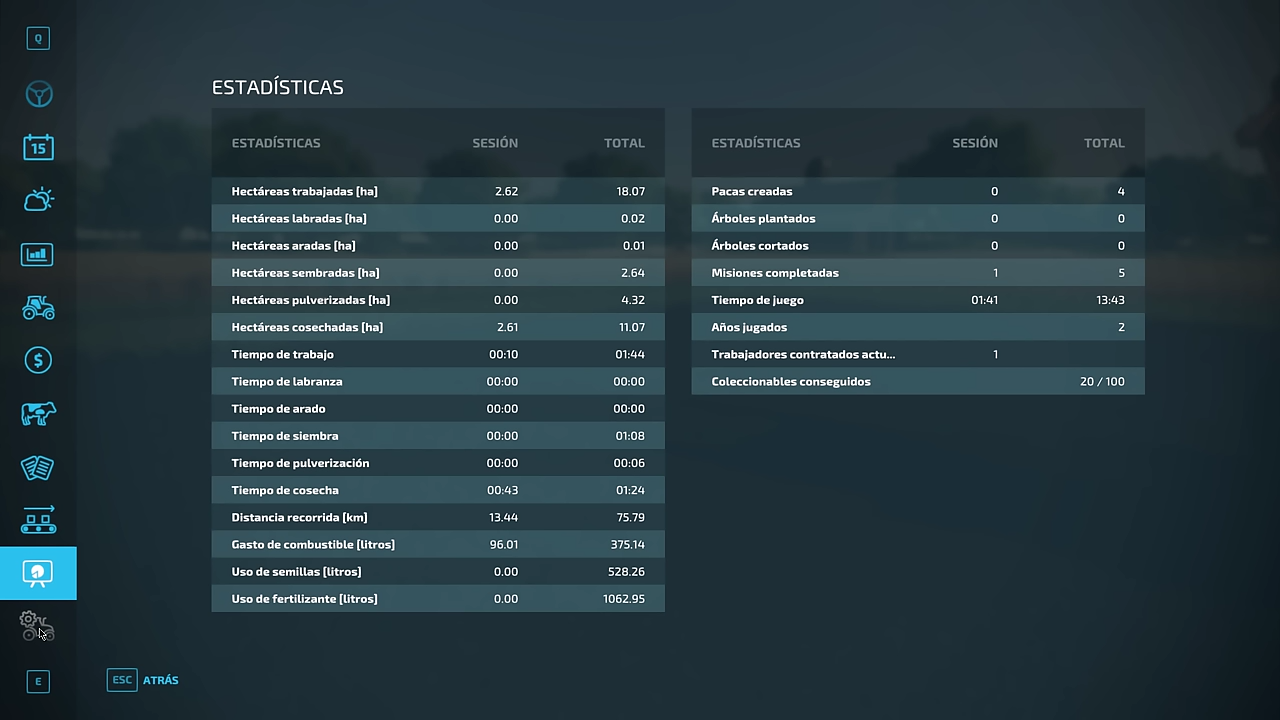 Q
15
ESTADÍSTICAS
ESTADÍSTICAS SESIÓN TOTAL
Hectáreas trabajadas [ha] 2.62 18.07
Hectáreas labradas [ha] 0.00 0.02
Hectáreas aradas [ha] 0.00 0.01
Hectáreas sembradas [ha] 0.00 2.64
Hectáreas pulverizadas [ha] 0.00 4.32
Hectáreas cosechadas [ha] 2.61 11.07
Tiempo de trabajo 00:10 01:44
Tiempo de labranza 00:00 00:00
Tiempo de arado 00:00 00:00
Tiempo de siembra 00:00 01:08
Tiempo de pulverización 00:00 00:06
Tiempo de cosecha 00:43 01:24
Distancia recorrida [km] 13.44 75.79
Gasto de combustible [litros] 96.01 375.14
Uso de semillas [litros] 0.00 528.26
Uso de fertilizante [litros] 0.00 1062.95
ESTADÍSTICAS SESIÓN TOTAL
Pacas creadas 0 4
Árboles plantados 0 0
Árboles cortados 0 0
Misiones completadas 1 5
Tiempo de juego 01:41 13:43
Años jugados 2
Trabajadores contratados actu... 1
Coleccionables conseguidos 20 / 100
E
ESC ATRÁS